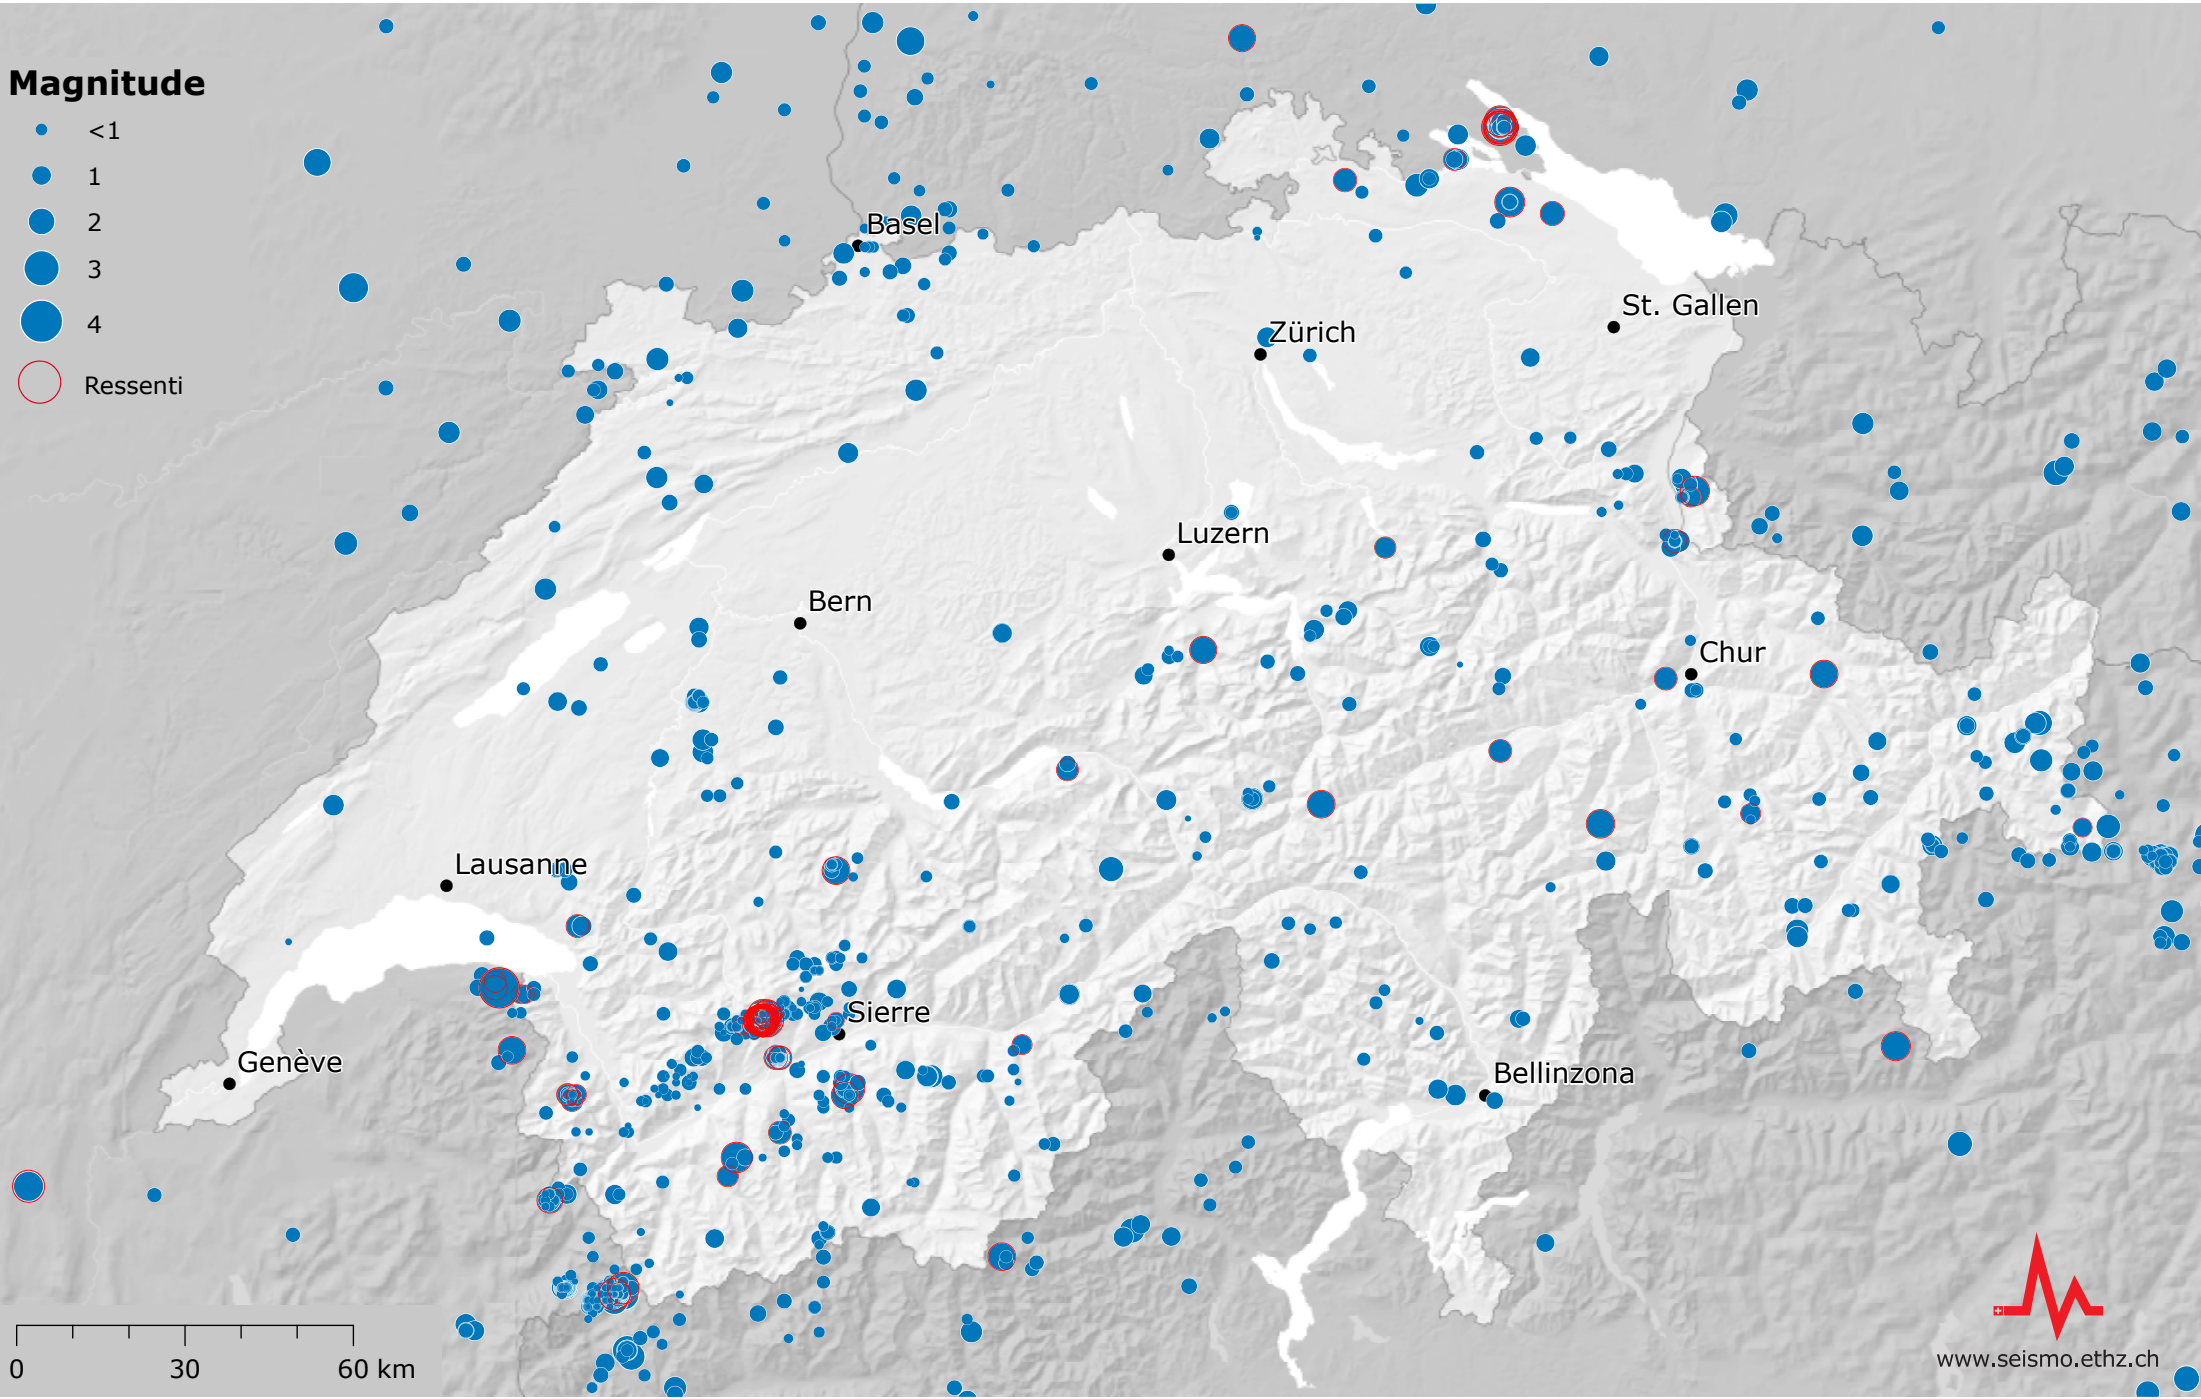 Magnitude
<1
1
2
3
4
Ressenti
Basel
Zürich
St. Gallen
Luzern
Bern
Chur
Lausanne
Sierre
Genève
Bellinzona
0 30 60 km
www.seismo.ethz.ch